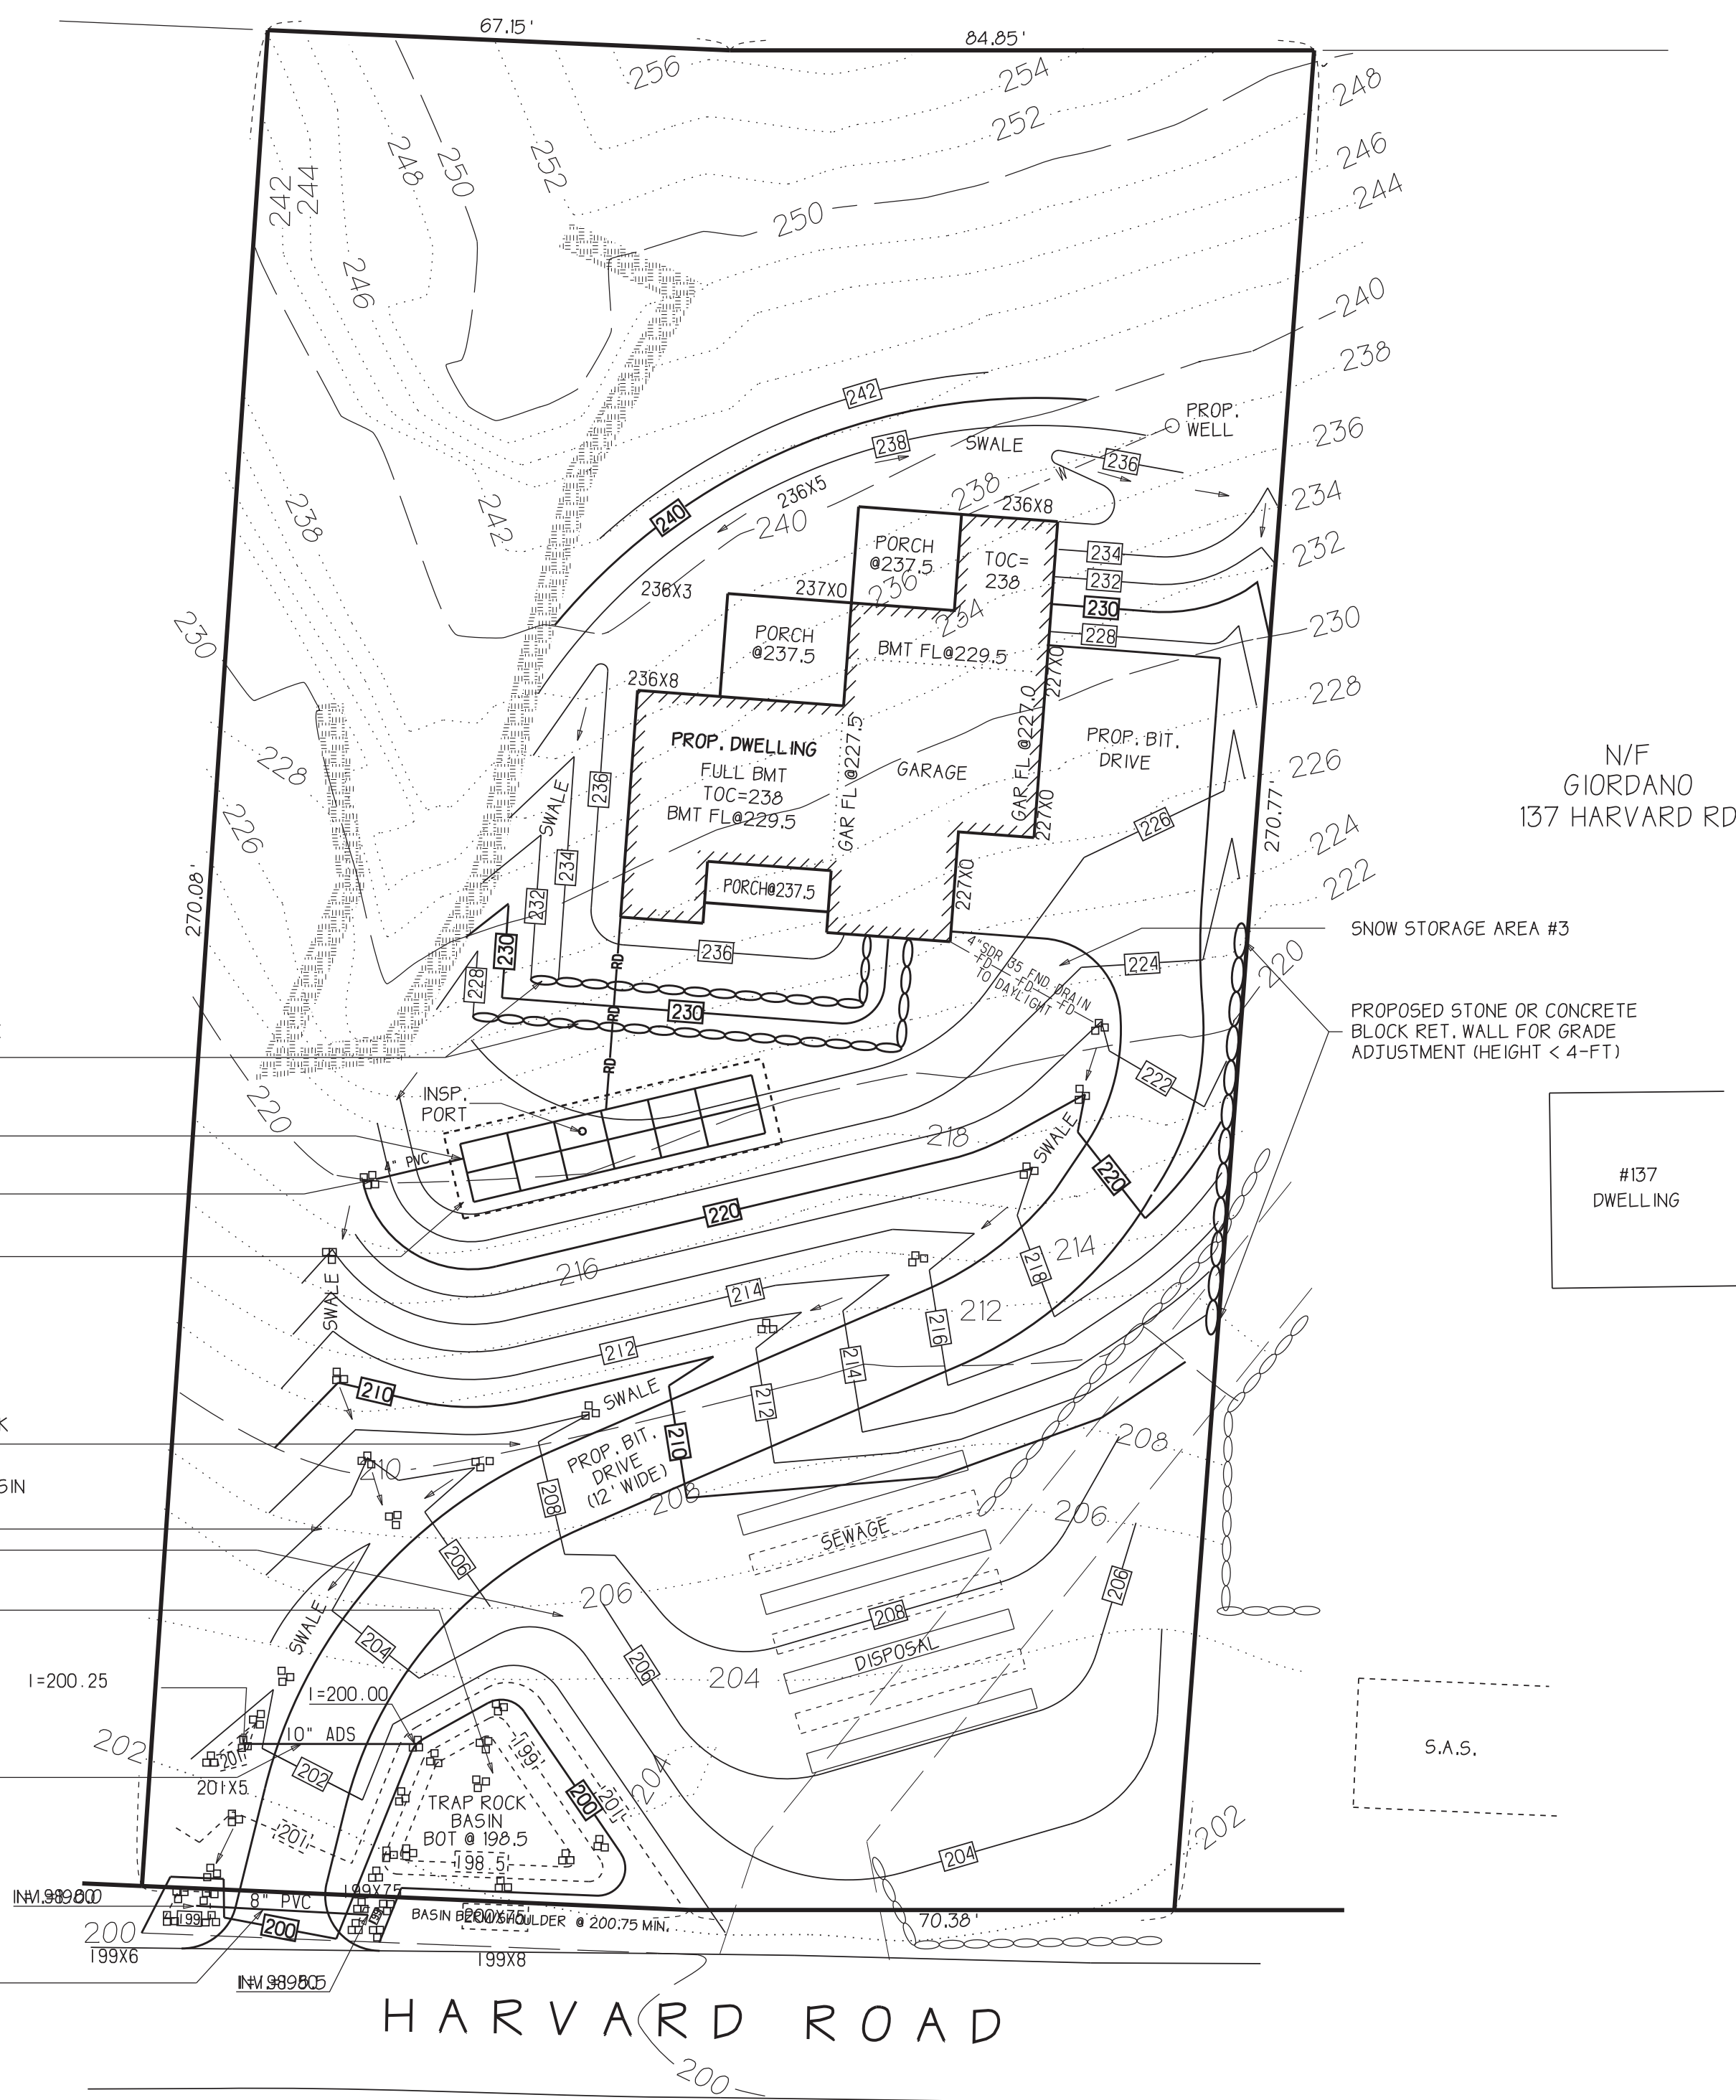 67.15'
84.85'
256
254
248
252
246
242
244
248
250
252
244
250
246
240
238
242
PROP.
WELL
238
SWALE
236
236
W
236X5
238
236X8
234
240
240
238
242
PORCH
@237.5
TOC=
238
234
232
232
236X3
237X0
236
234
230
230
230
PORCH
@237.5
BMT FL@229.5
228
236X8
227X0
228
PROP. DWELLING
FULL BMT
TOC=238
BMT FL@229.5
GAR FL@227.5
GARAGE
GAR FL@227.0
227X0
PROP. BIT.
DRIVE
226
N/F
GIORDANO
137 HARVARD RD
228
226
236
SWALE
234
232
226
224
222
270.77'
270.08'
PORCH@237.5
227X0
SNOW STORAGE AREA #3
230
236
RD
4"SDR 35 FND DRAIN
FD FD FD
TO DAYLIGHT
224
220
228
230
RD
PROPOSED STONE OR CONCRETE
BLOCK RET. WALL FOR GRADE
ADJUSTMENT (HEIGHT < 4-FT)
RD
222
220
INSP.
PORT
218
SWALE
4" PVC
220
#137
DWELLING
220
216
214
218
SWALE
214
212
216
212
214
210
SWALE
212
K
PROP. BIT.
DRIVE
(12' WIDE)
210
208
210
SIN
208
208
206
SEWAGE
206
206
206
208
SWALE
204
DISPOSAL
206
204
I=200.25
I=200.00
202
10" ADS
201
199
202
201X5
200
201
204
S.A.S.
TRAP ROCK
BASIN
BOT @ 198.5
198.5
201
202
204
199X75
8" PVC
199
199
200
200X75
BASIN BERM/SHOULDER @ 200.75 MIN.
70.38'
200
199X6
199X8
HARVARD ROAD
200